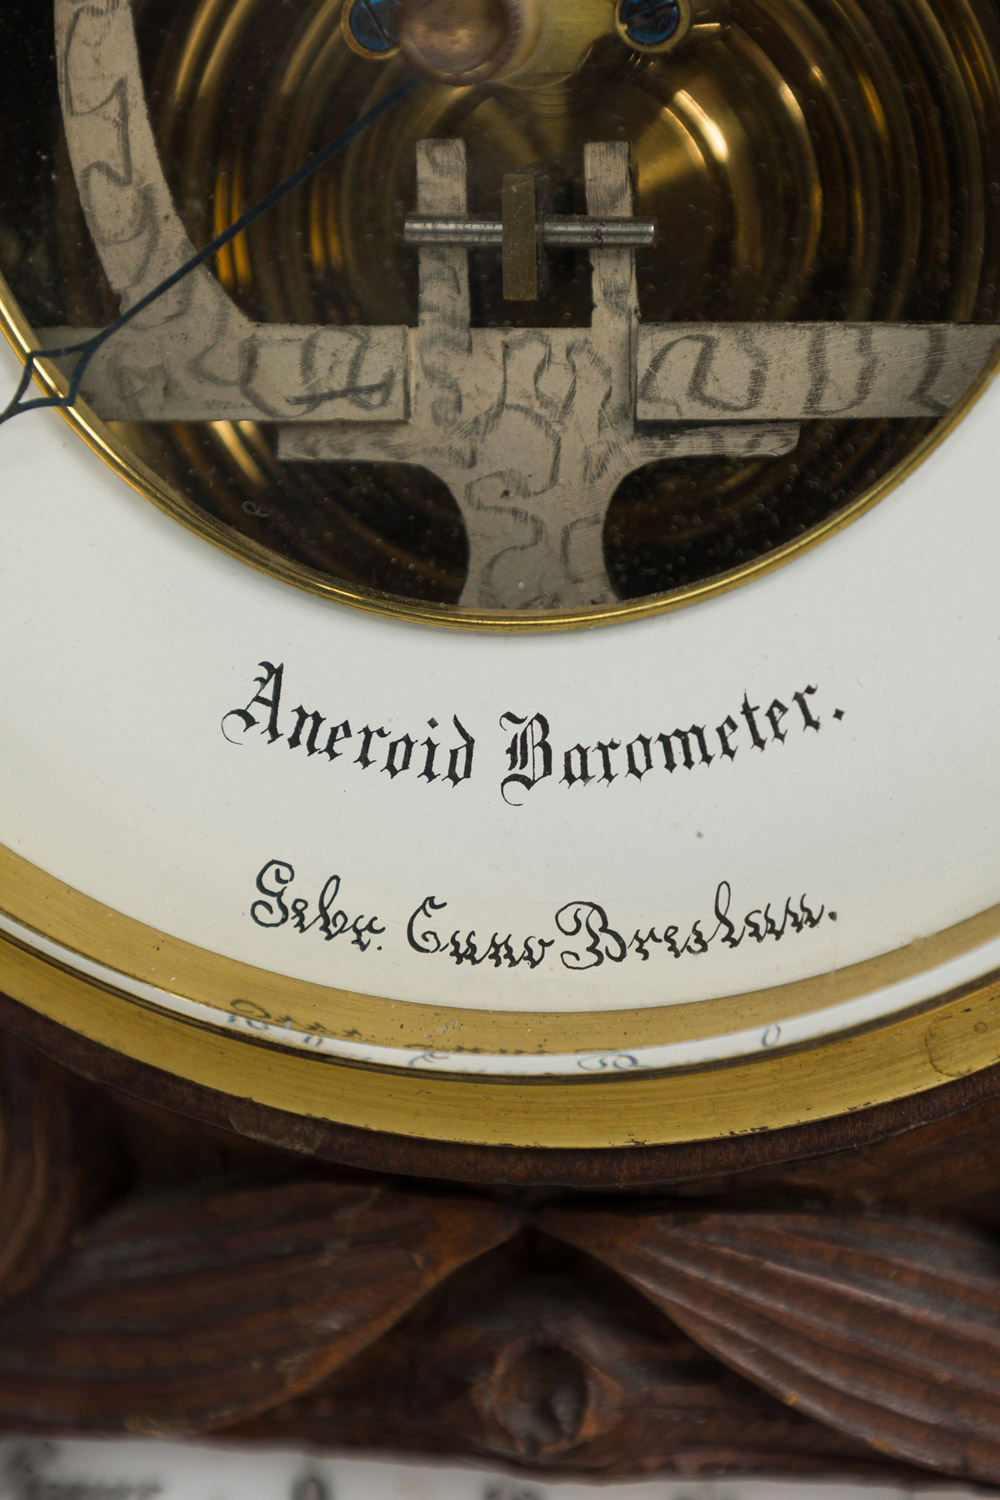 Aneroid Barometer.
Gebr. Cuno Breslau.